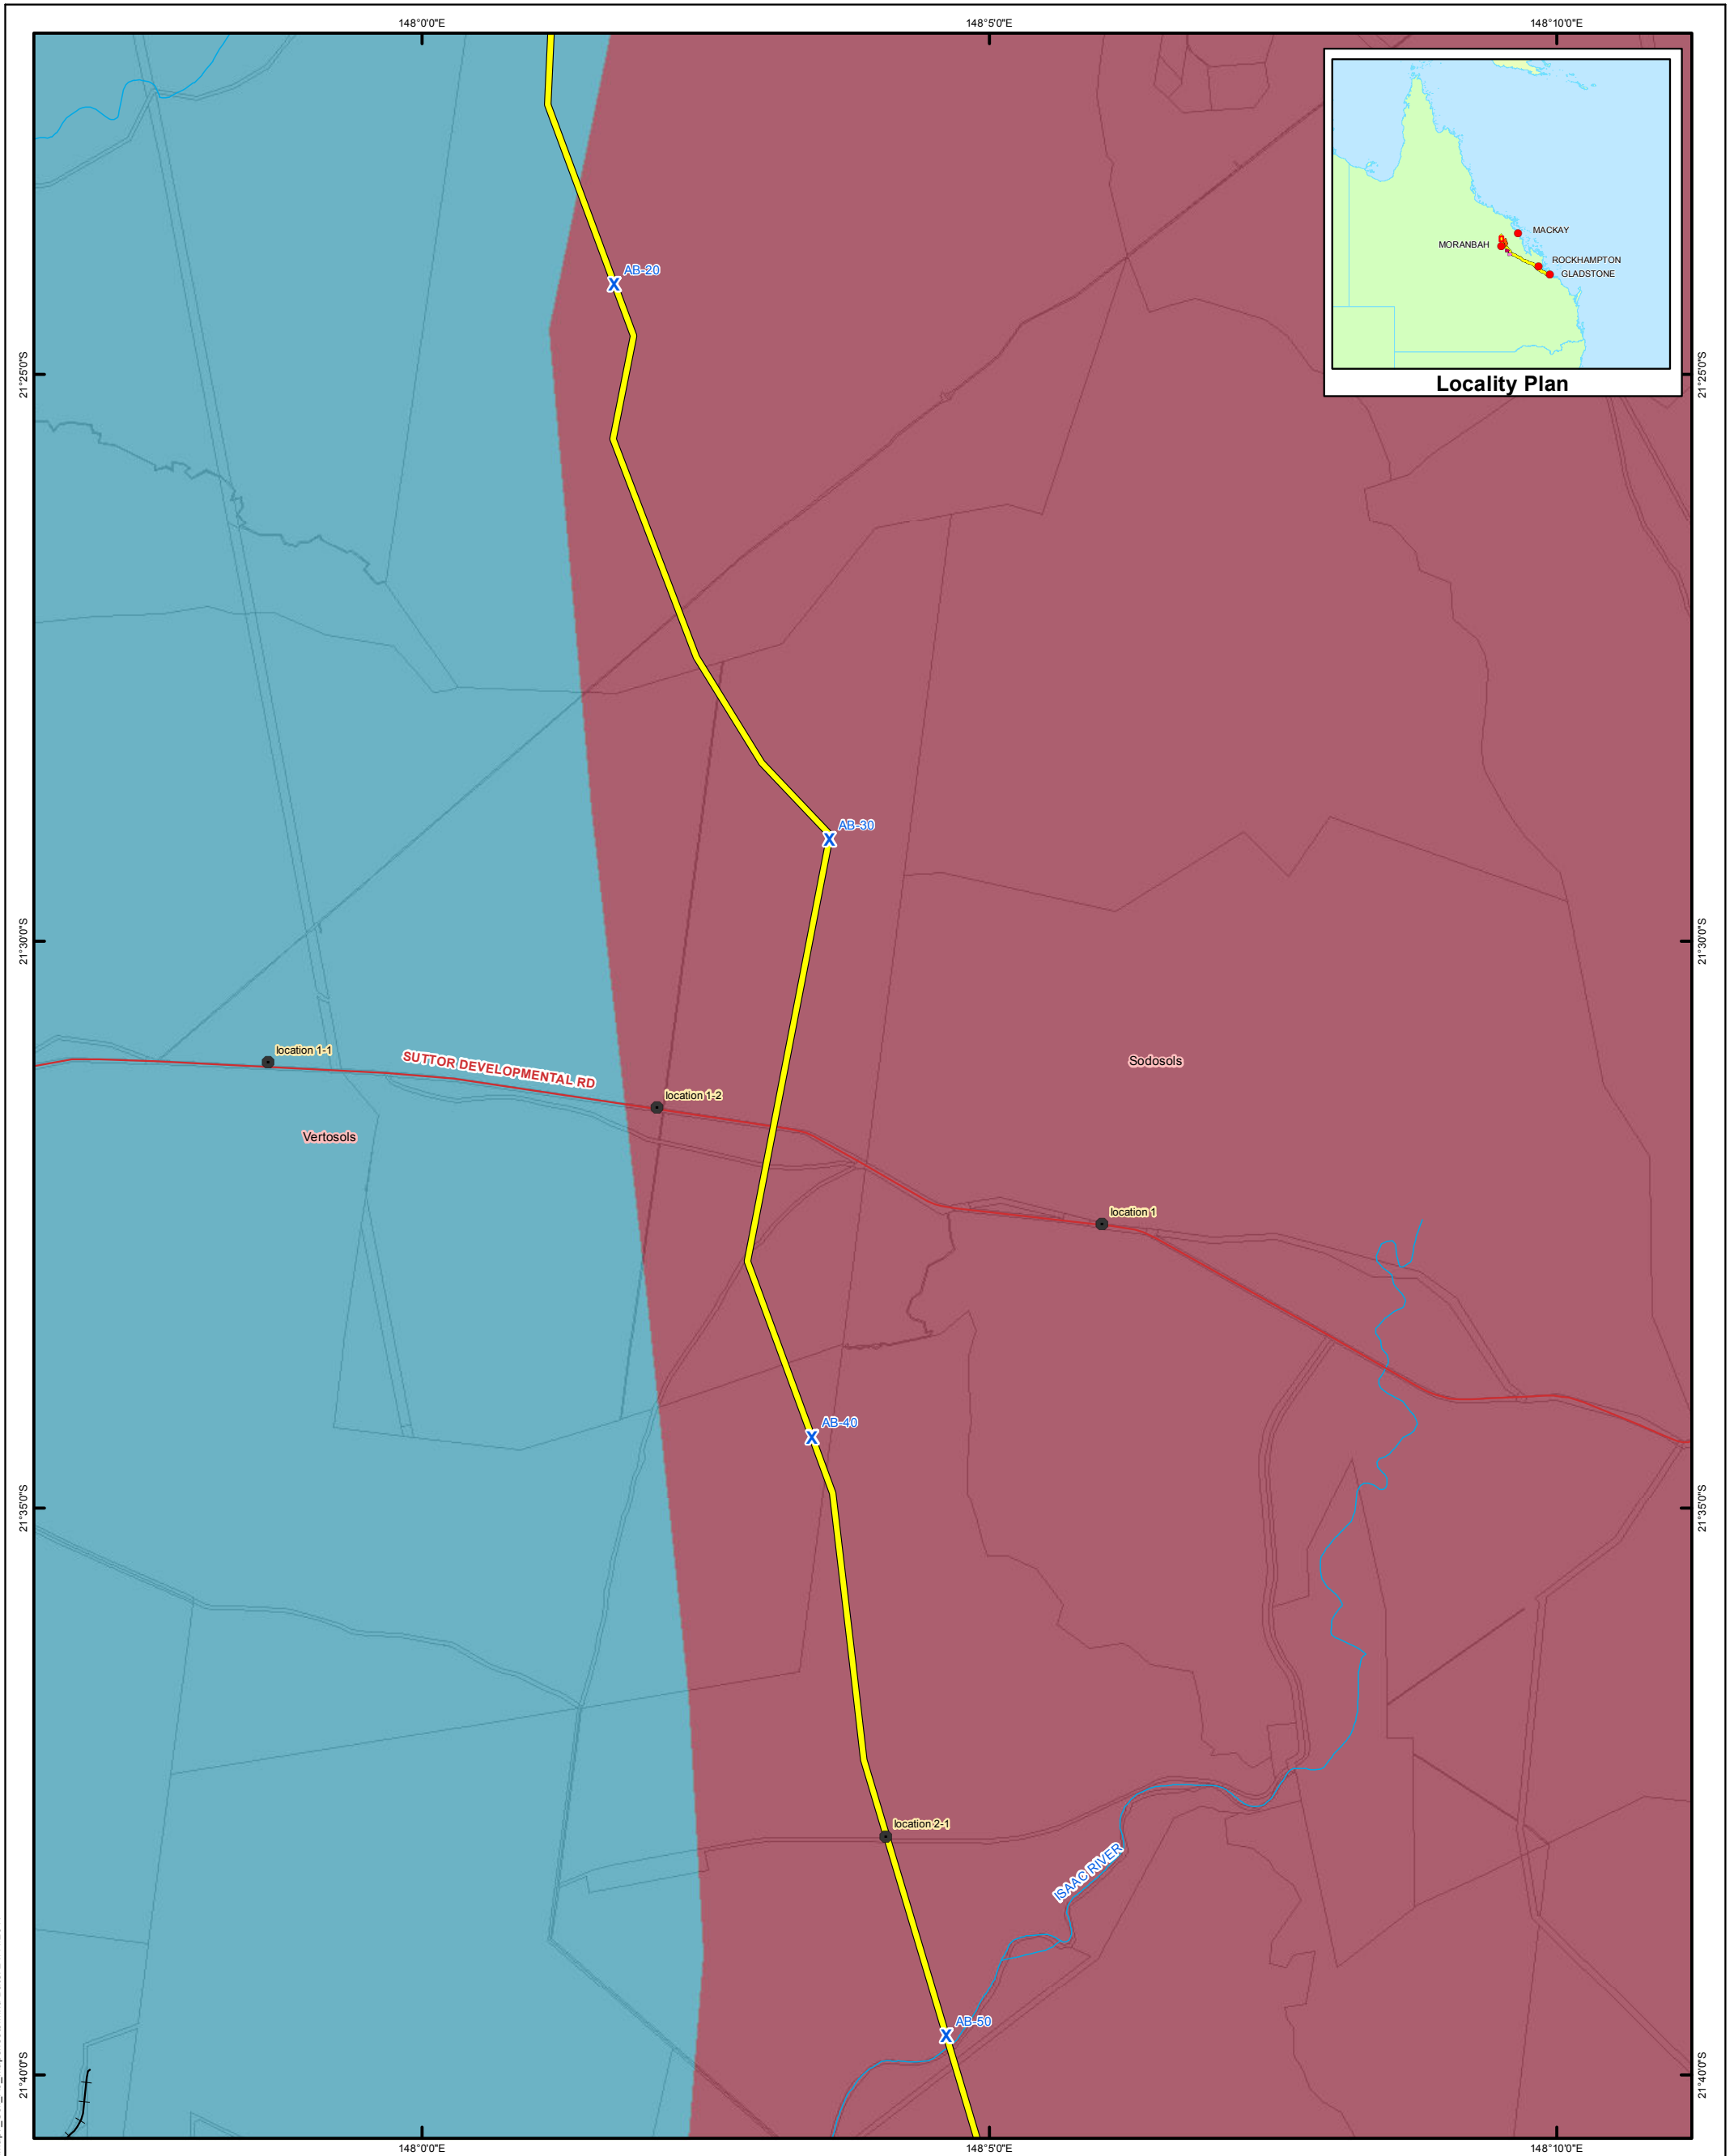 148°0'0"E
148°5'0"E
148°10'0"E
MACKAY
MORANBAH
ROCKHAMPTON
GLADSTONE
Locality Plan
AB-20
21°25'0"S
21°25'0"S
AB-30
21°30'0"S
21°30'0"S
location 1-1
SUTTOR DEVELOPMENTAL RD
Sodosols
location 1-2
Vertosols
location 1
AB-40
21°35'0"S
21°35'0"S
location 2-1
ISAAC RIVER
AB-50
21°40'0"S
21°40'0"S
148°0'0"E
148°5'0"E
148°10'0"E